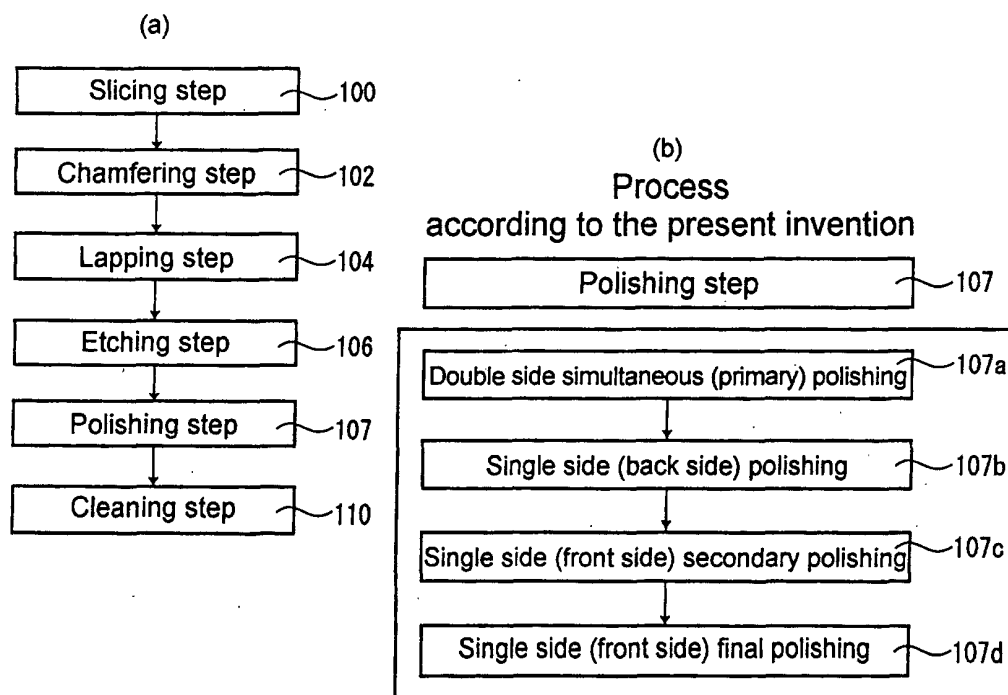 (a)
Slicing step 100
Chamfering step 102
Lapping step 104
Etching step 106
Polishing step 107
Cleaning step 110
(b)
Process
according to the present invention
Polishing step 107
Double side simultaneous (primary) polishing 107a
Single side (back side) polishing 107b
Single side (front side) secondary polishing 107c
Single side (front side) final polishing 107d